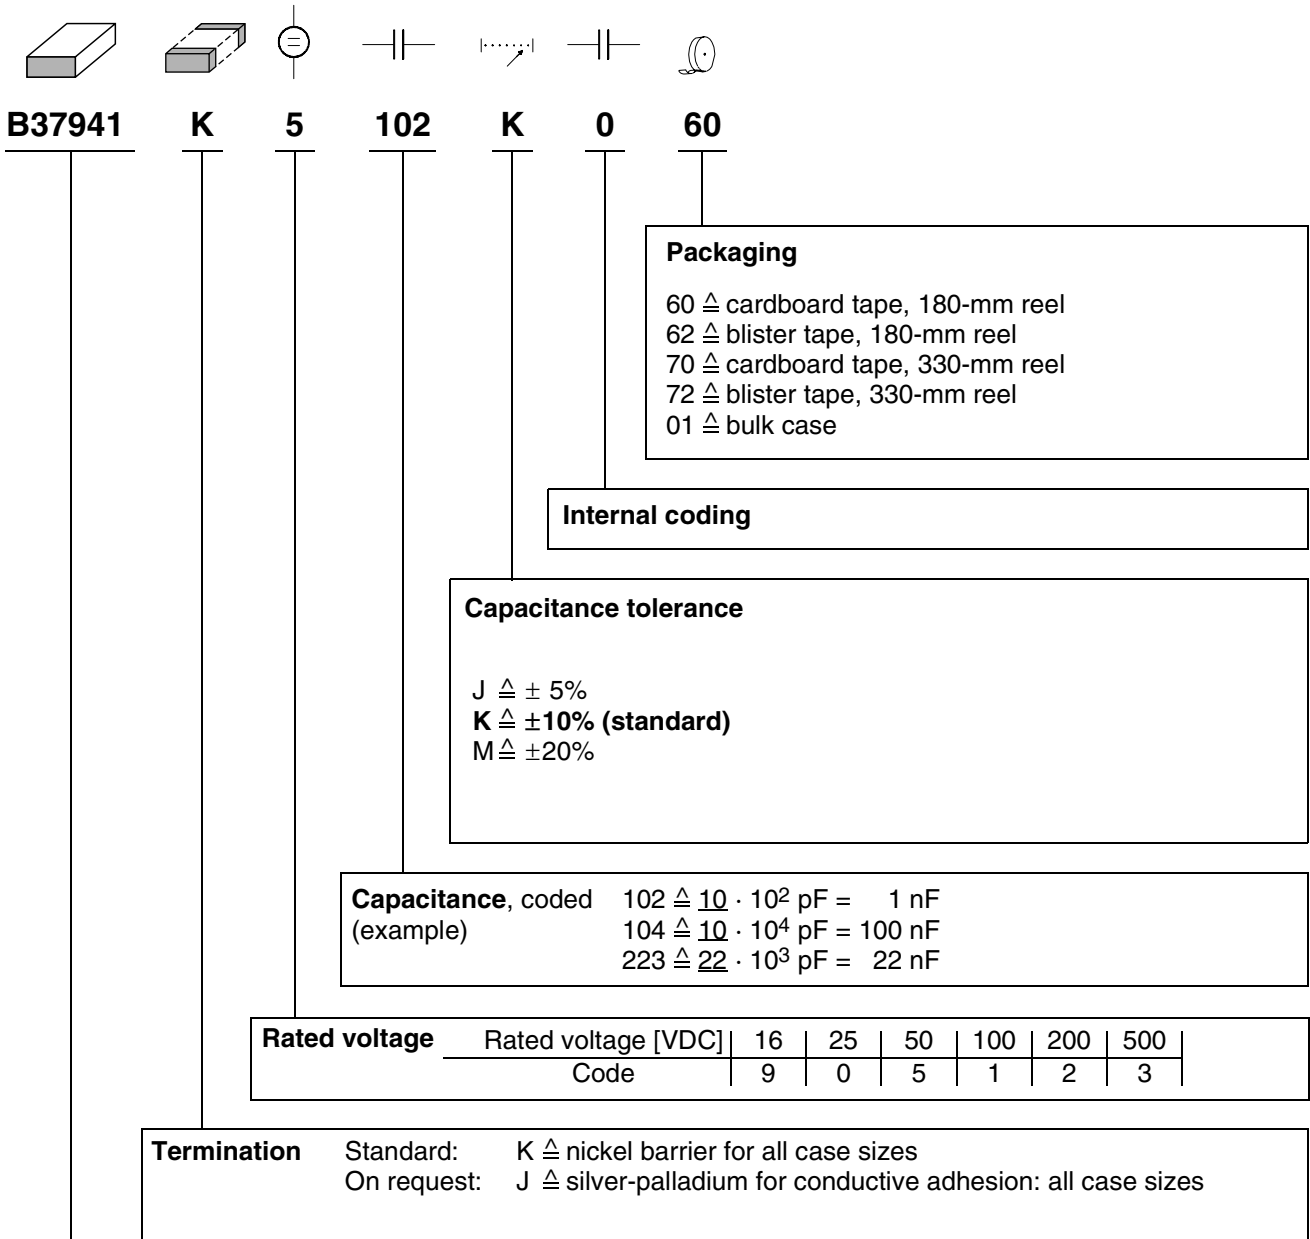 B37941 K 5 102 K 0 60
Packaging
60 ≙ cardboard tape, 180-mm reel
62 ≙ blister tape, 180-mm reel
70 ≙ cardboard tape, 330-mm reel
72 ≙ blister tape, 330-mm reel
01 ≙ bulk case
Internal coding
Capacitance tolerance
J ≙ ± 5%
K ≙ ±10% (standard)
M ≙ ±20%
Capacitance, coded 102 ≙ 10 · 10² pF = 1 nF
(example) 104 ≙ 10 · 10⁴ pF = 100 nF
223 ≙ 22 · 10³ pF = 22 nF
Rated voltage Rated voltage [VDC] 16 25 50 100 200 500
Code 9 0 5 1 2 3
Termination Standard: K ≙ nickel barrier for all case sizes
On request: J ≙ silver-palladium for conductive adhesion: all case sizes